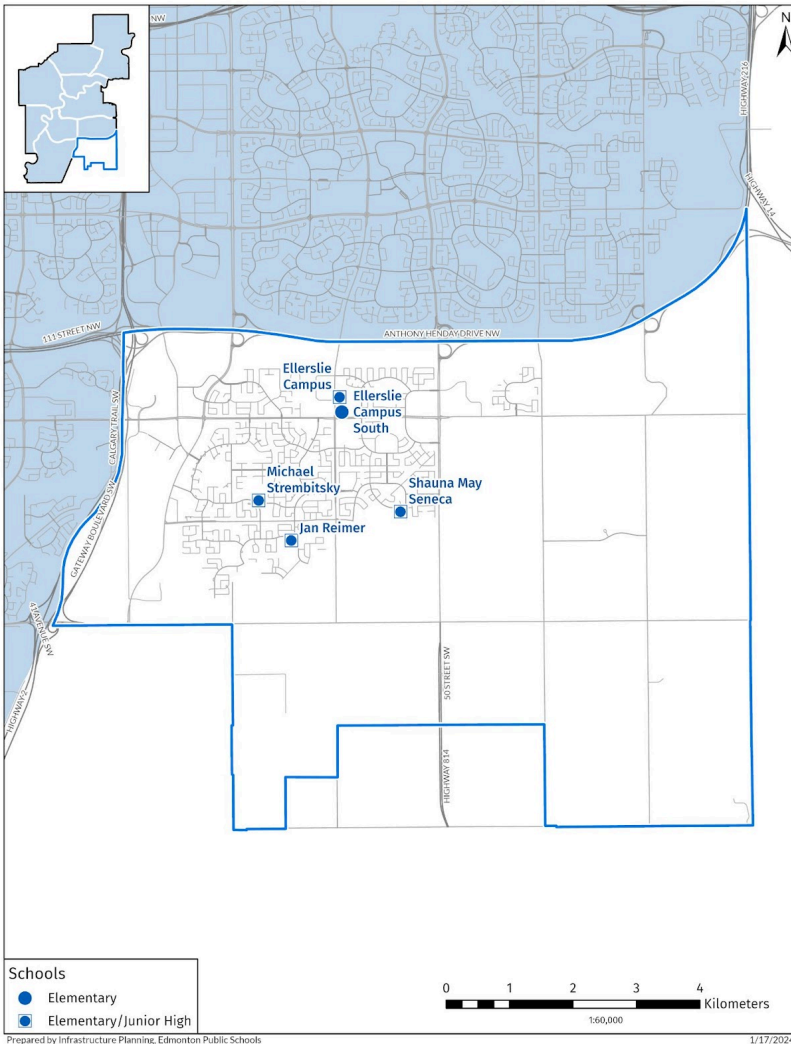 NW
N
HIGHWAY 216
HIGHWAY 14
111 STREET NW
ANTHONY HENDAY DRIVE NW
CALGARY TRAIL SW
GATEWAY BOULEVARD SW
Ellerslie
Campus
Ellerslie
Campus
South
Michael
Strembitsky
Shauna May
Seneca
Jan Reimer
41 AVENUE SW
HIGHWAY 2
50 STREET SW
HIGHWAY 814
Schools
Elementary
Elementary/Junior High
0 1 2 3 4
Kilometers
1:60,000
Prepared by Infrastructure Planning, Edmonton Public Schools
1/17/2024